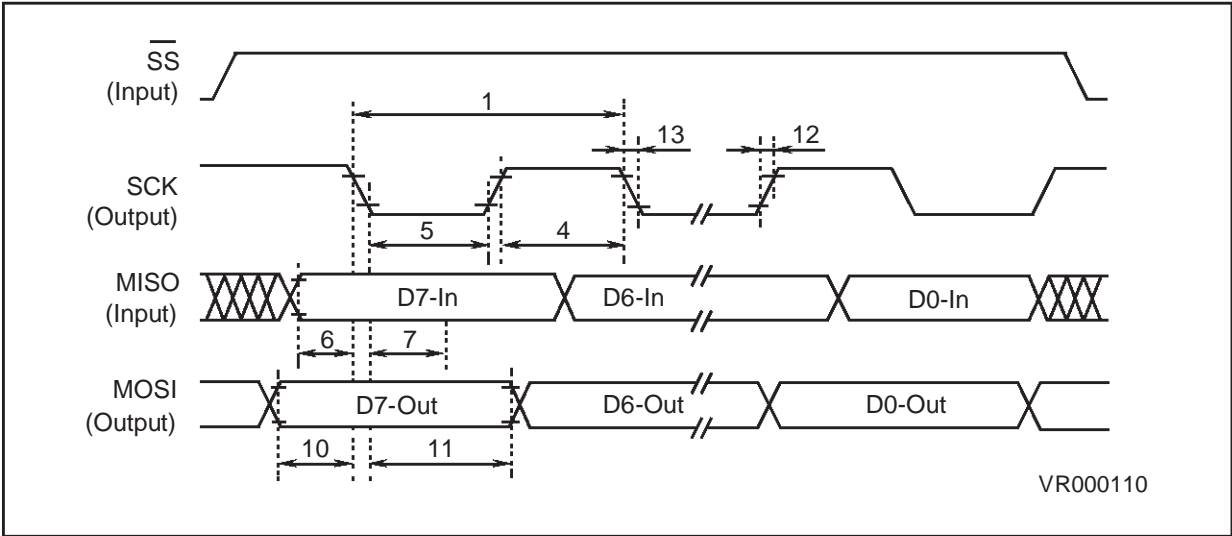 SS
(Input)
1
13
12
SCK
(Output)
5
4
MISO
(Input)
D7-In
D6-In
D0-In
6
7
MOSI
(Output)
D7-Out
D6-Out
D0-Out
10
11
VR000110